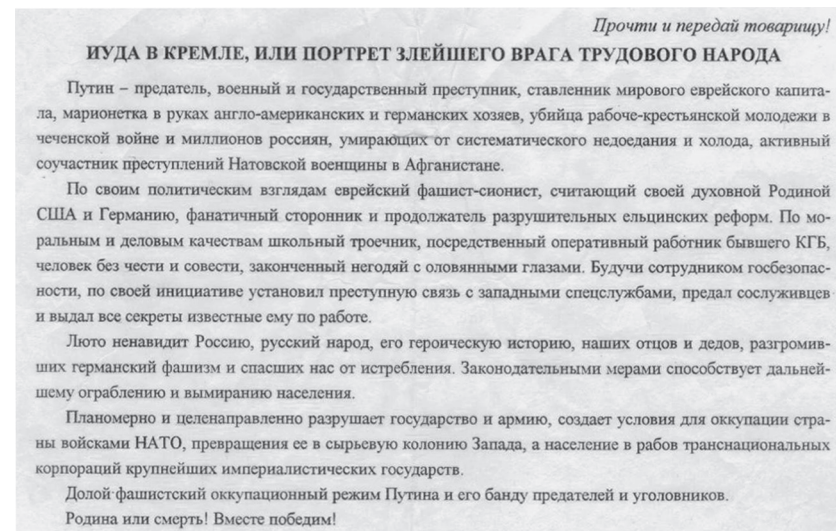 Прочти и передай товарищу!
ИУДА В КРЕМЛЕ, ИЛИ ПОРТРЕТ ЗЛЕЙШЕГО ВРАГА ТРУДОВОГО НАРОДА
Путин – предатель, военный и государственный преступник, ставленник мирового еврейского капита-
ла, марионетка в руках англо-американских и германских хозяев, убийца рабоче-крестьянской молодежи в
чеченской войне и миллионов россиян, умирающих от систематического недоедания и холода, активный
соучастник преступлений Натовской военщины в Афганистане.
По своим политическим взглядам еврейский фашист-сионист, считающий своей духовной Родиной
США и Германию, фанатичный сторонник и продолжатель разрушительных ельцинских реформ. По мо-
ральным и деловым качествам школьный троечник, посредственный оперативный работник бывшего КГБ,
человек без чести и совести, законченный негодяй с оловянными глазами. Будучи сотрудником госбезопас-
ности, по своей инициативе установил преступную связь с западными спецслужбами, предал сослуживцев
и выдал все секреты известные ему по работе.
Люто ненавидит Россию, русский народ, его героическую историю, наших отцов и дедов, разгромив-
ших германский фашизм и спасших нас от истребления. Законодательными мерами способствует дальней-
шему ограблению и вымиранию населения.
Планомерно и целенаправленно разрушает государство и армию, создает условия для оккупации стра-
ны войсками НАТО, превращения ее в сырьевую колонию Запада, а население в рабов транснациональных
корпораций крупнейших империалистических государств.
Долой фашистский оккупационный режим Путина и его банду предателей и уголовников.
Родина или смерть! Вместе победим!